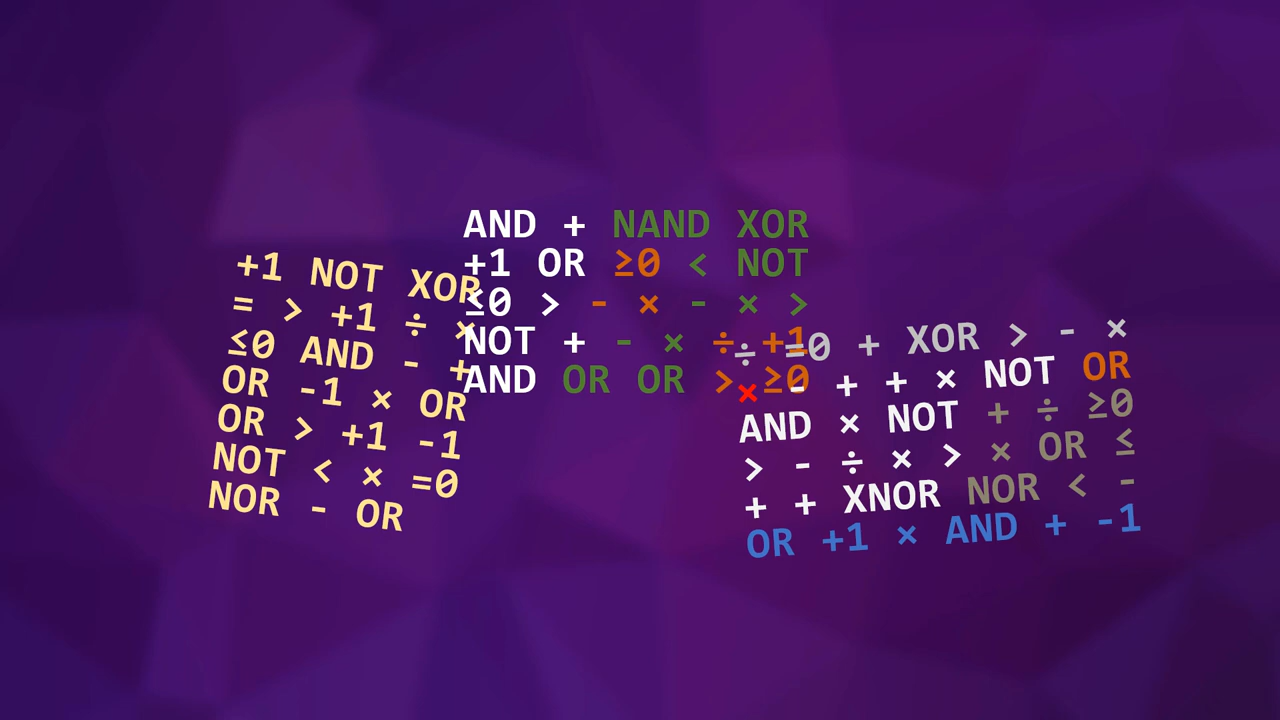 +1 NOT XOR
= > +1 ÷ ×
≤0 AND - +
OR -1 × OR
OR > +1 -1
NOT < × =0
NOR - OR
AND + NAND XOR
+1 OR ≥0 < NOT
≤0 > - × - × >
NOT + - × ÷ +1
AND OR OR > ≥0
÷ =0 + XOR > - ×
× - + + × NOT OR
AND × NOT + ÷ ≥0
> - ÷ × > × OR ≤
+ + XNOR NOR < -
OR +1 × AND + -1